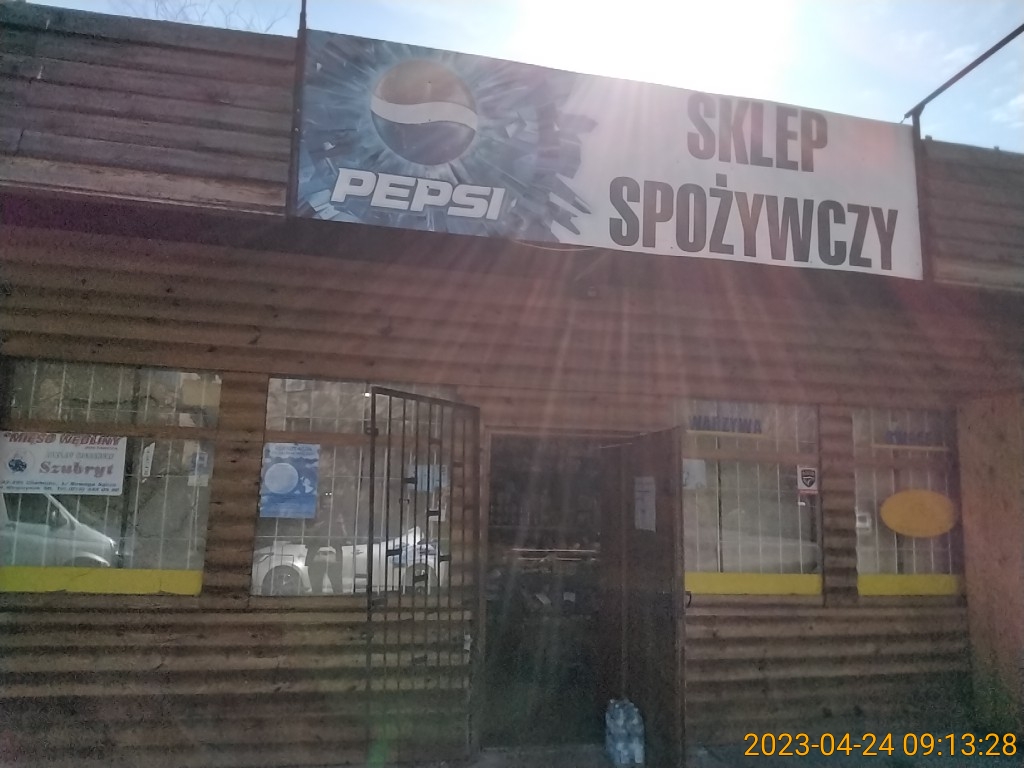 PEPSI
SKLEP
SPOŻYWCZY
WARZYWA
"MIĘSO WĘDLINY
Szubryt
2023-04-24 09:13:28